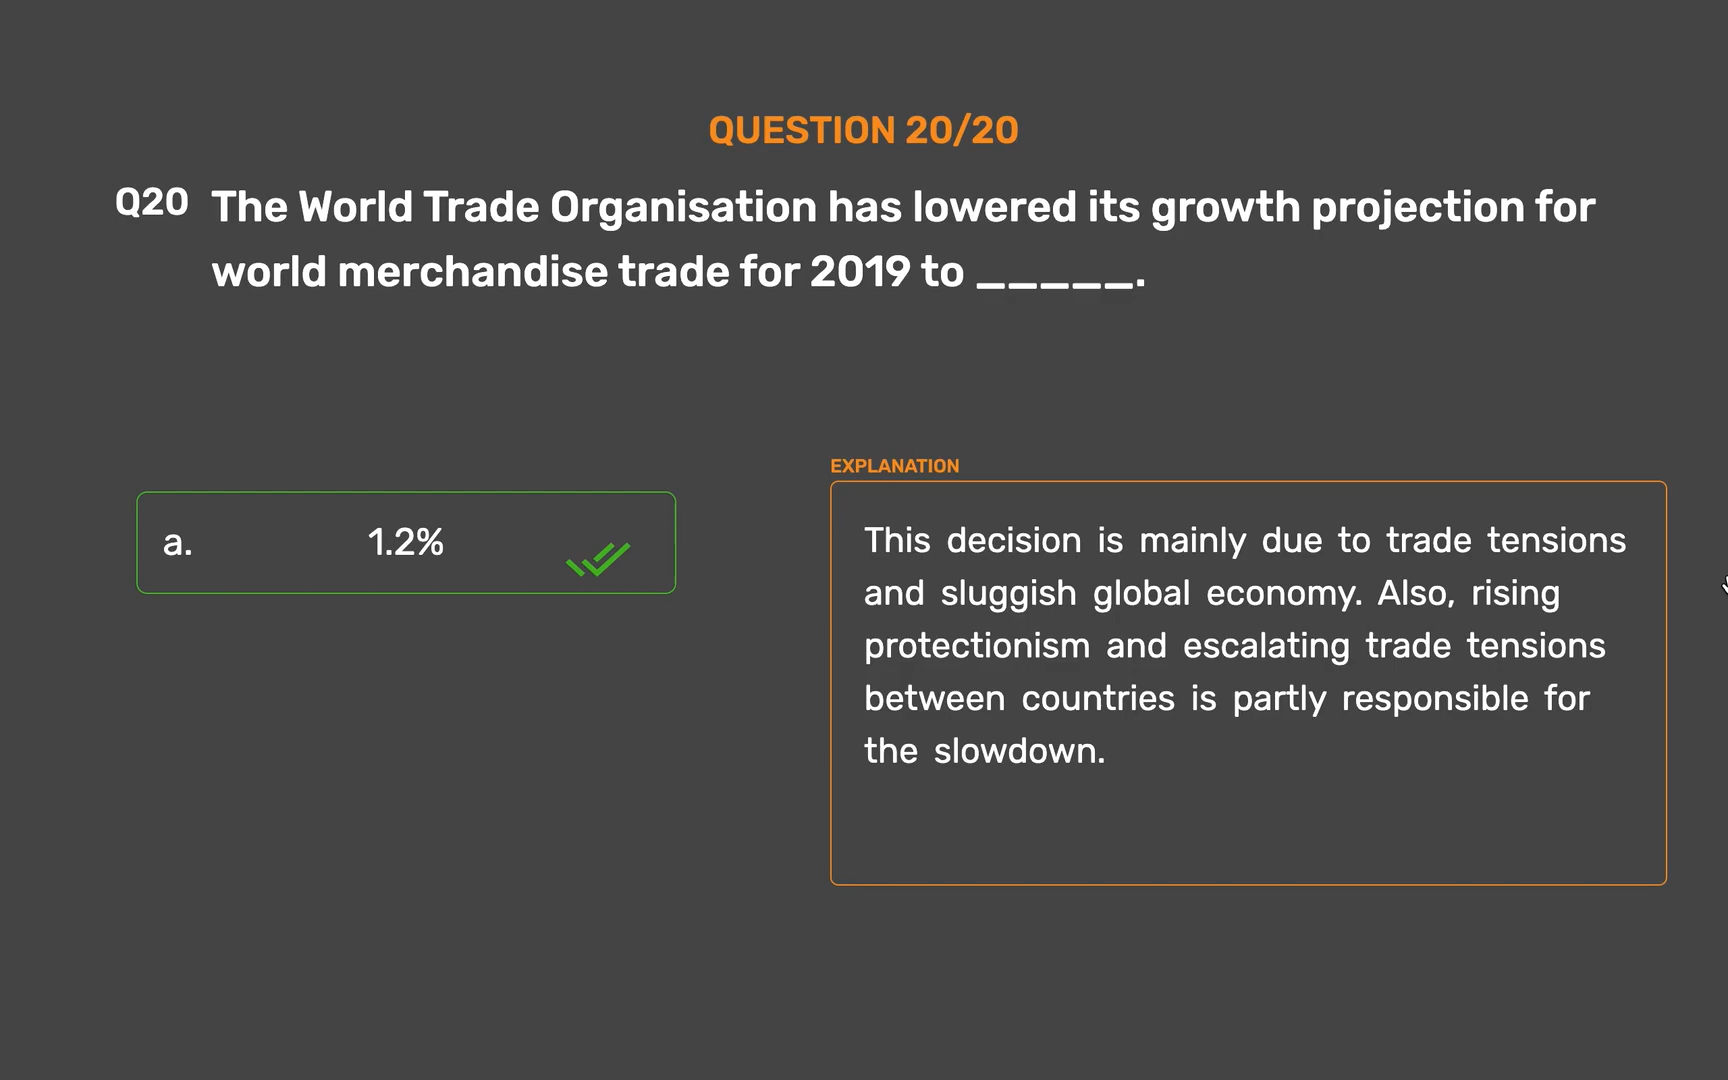 QUESTION 20/20
Q20 The World Trade Organisation has lowered its growth projection for
world merchandise trade for 2019 to _____.
EXPLANATION
a. 1.2%
This decision is mainly due to trade tensions
and sluggish global economy. Also, rising
protectionism and escalating trade tensions
between countries is partly responsible for
the slowdown.